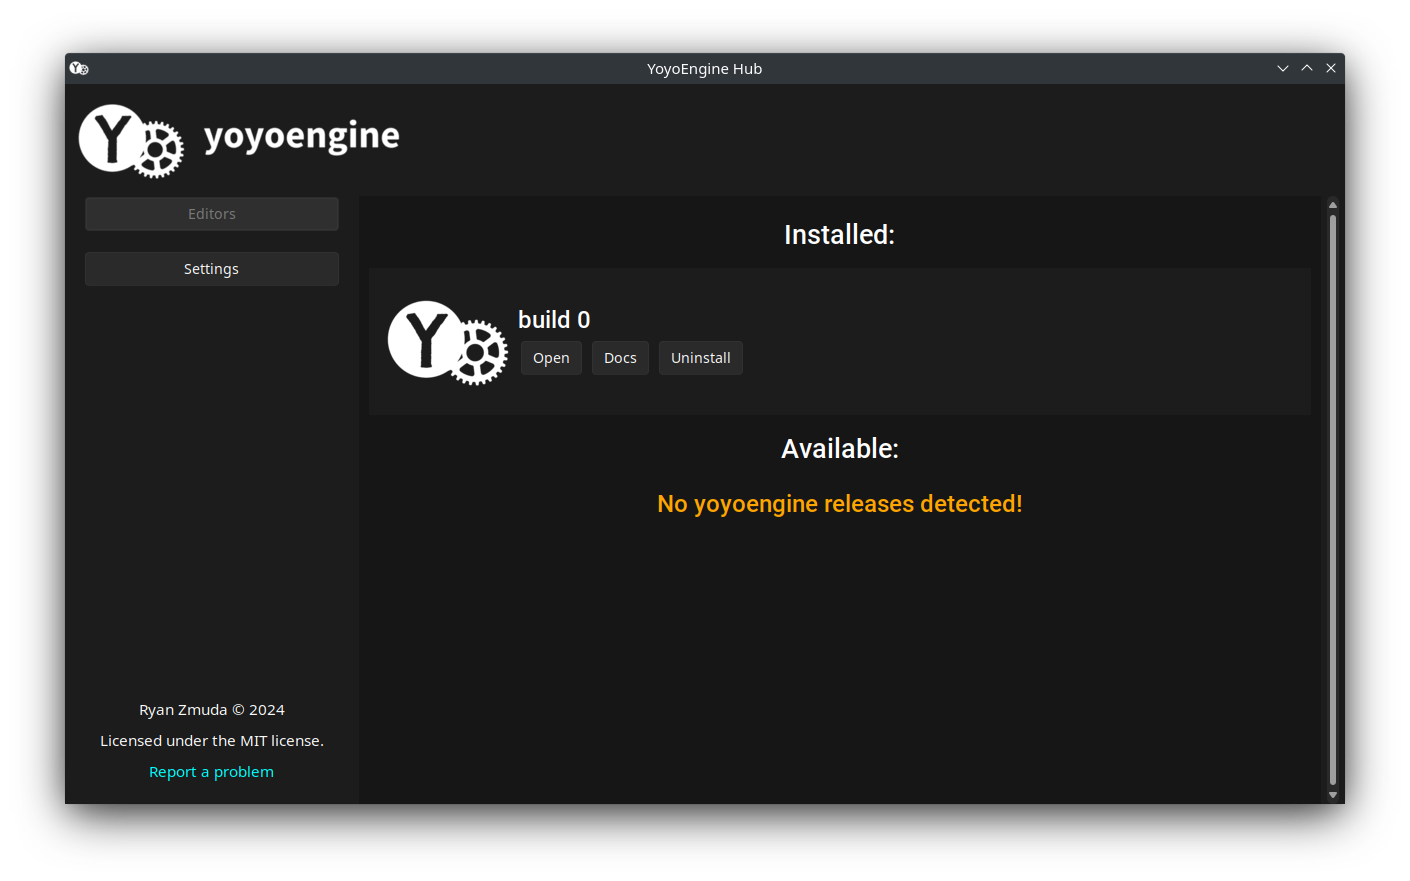 YoyoEngine Hub
yoyoengine
Editors
Settings
Installed:
build 0
Open Docs Uninstall
Available:
No yoyoengine releases detected!
Ryan Zmuda © 2024
Licensed under the MIT license.
Report a problem